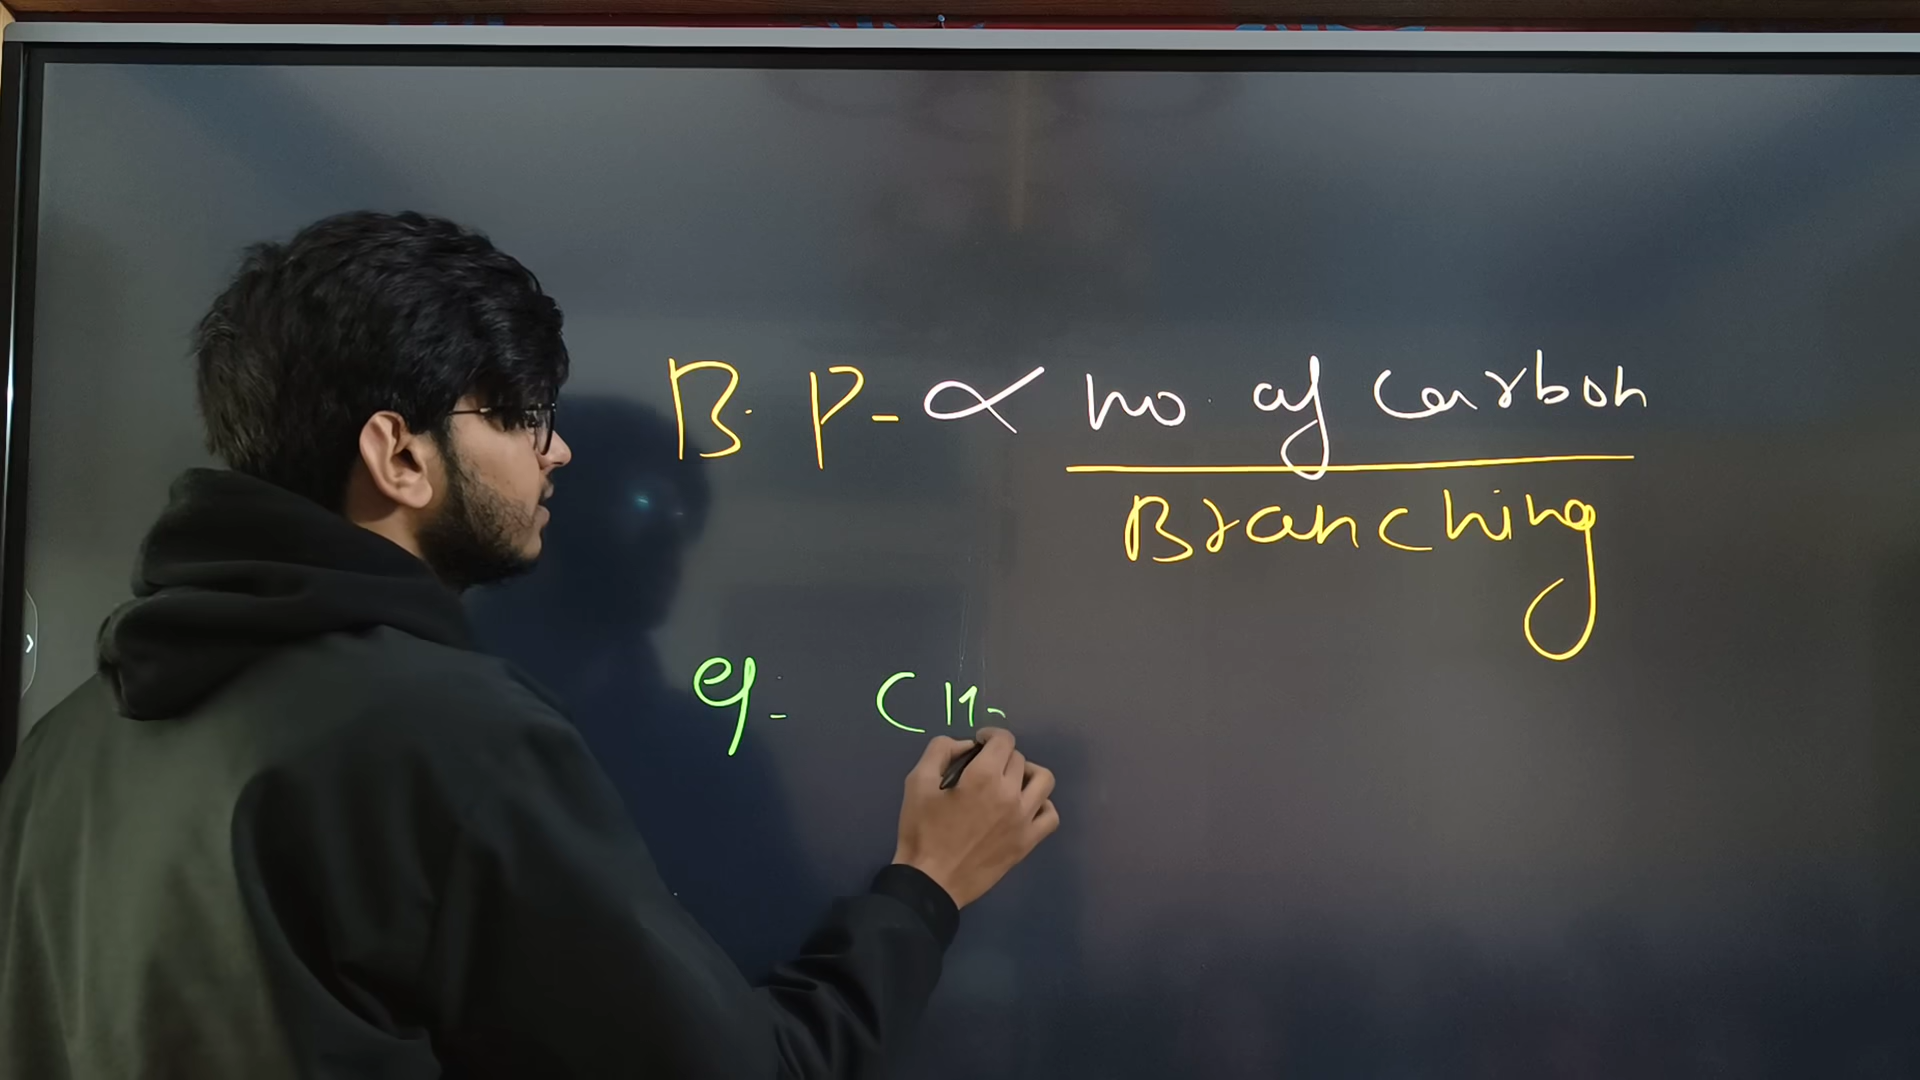 B.P- ∝ no. of carbon
Branching
eg- CH-